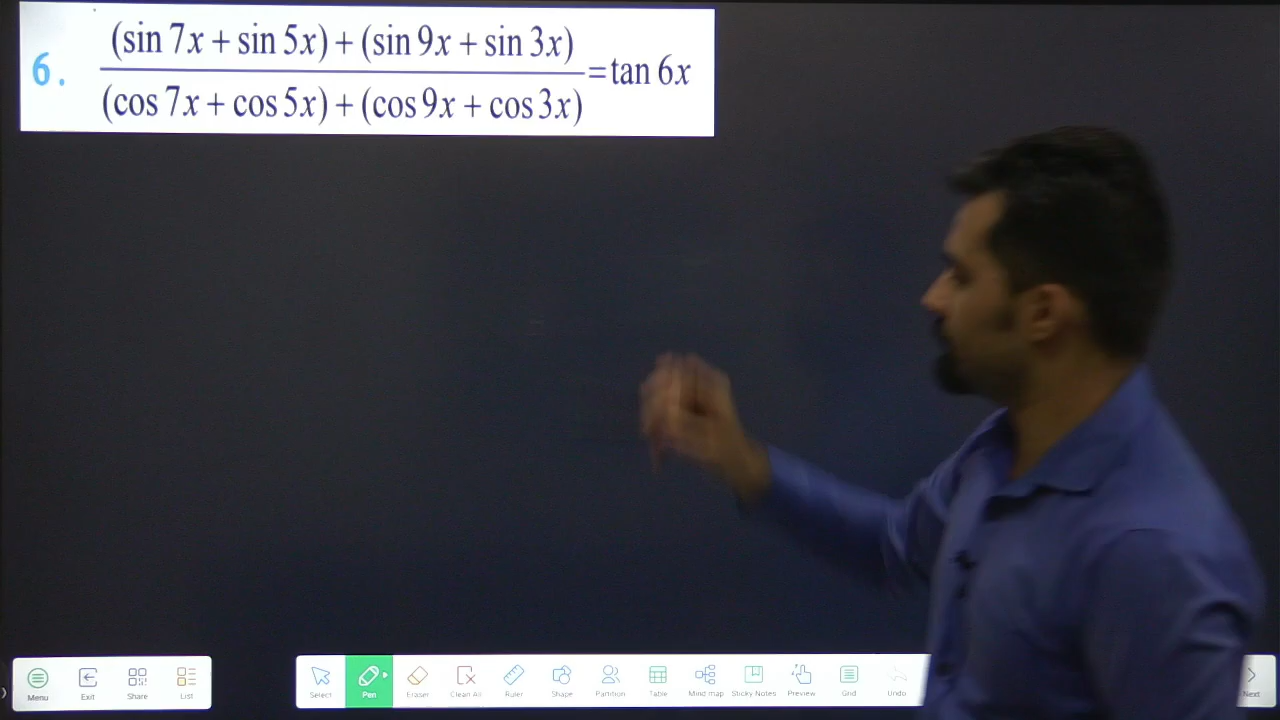 6. \frac{(sin 7x + sin 5x) + (sin 9x + sin 3x)}{(cos 7x + cos 5x) + (cos 9x + cos 3x)} = tan 6x
Menu Exit Share List Select Pen Eraser Clean All Ruler Shape Partition Table Mind map Sticky Notes Preview Grid Undo Next